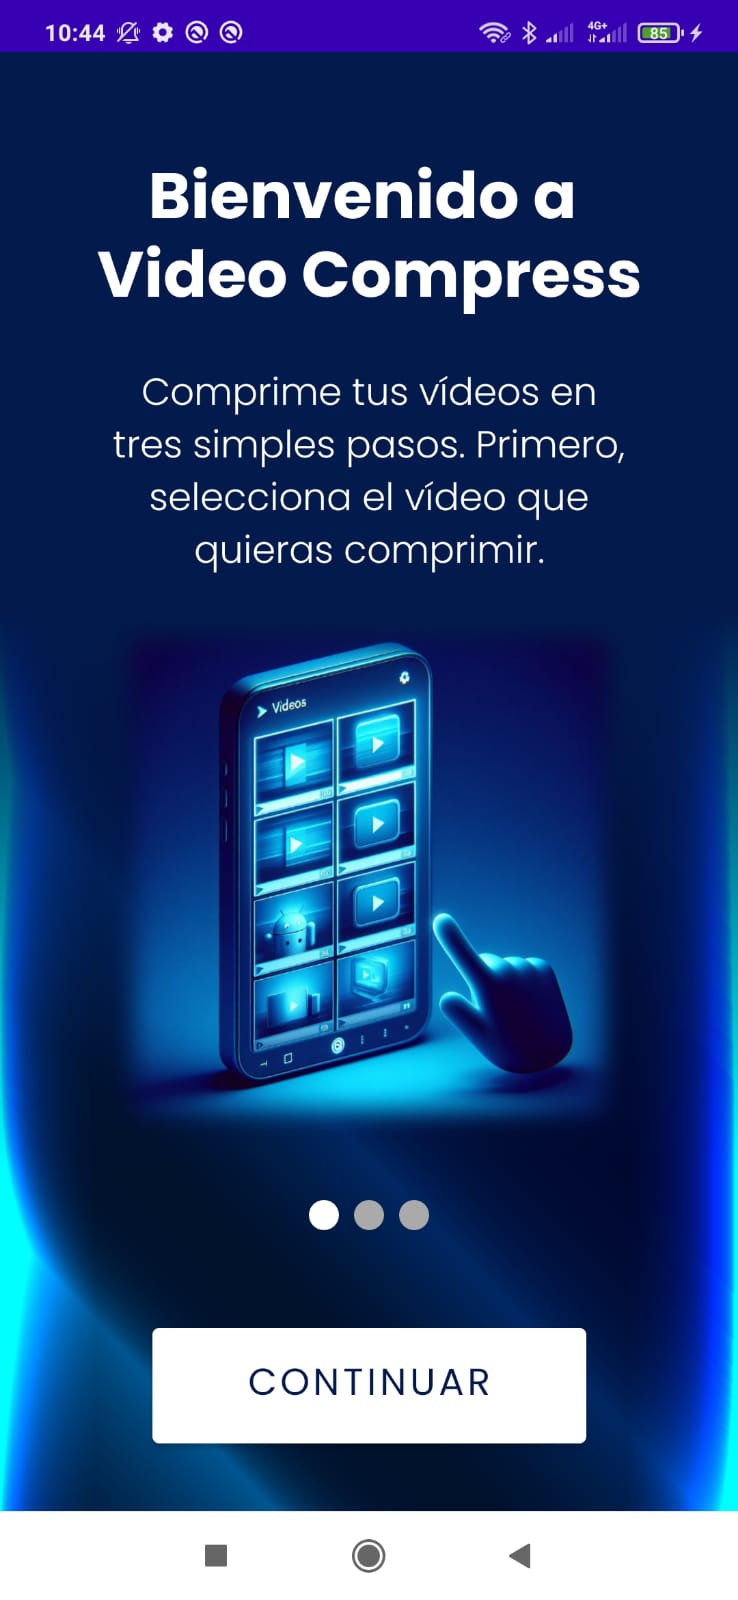 10:44
4G+
85
Bienvenido a
Video Compress
Comprime tus vídeos en
tres simples pasos. Primero,
selecciona el vídeo que
quieras comprimir.
Videos
CONTINUAR